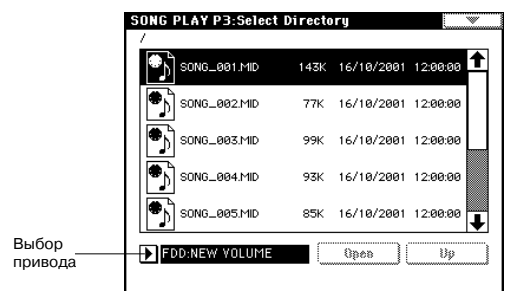 SONG PLAY P3:Select Directory
/
SONG_001.MID 143K 16/10/2001 12:00:00
SONG_002.MID 77K 16/10/2001 12:00:00
SONG_003.MID 99K 16/10/2001 12:00:00
SONG_004.MID 93K 16/10/2001 12:00:00
SONG_005.MID 85K 16/10/2001 12:00:00
Выбор
привода
FDD:NEW VOLUME Open Up